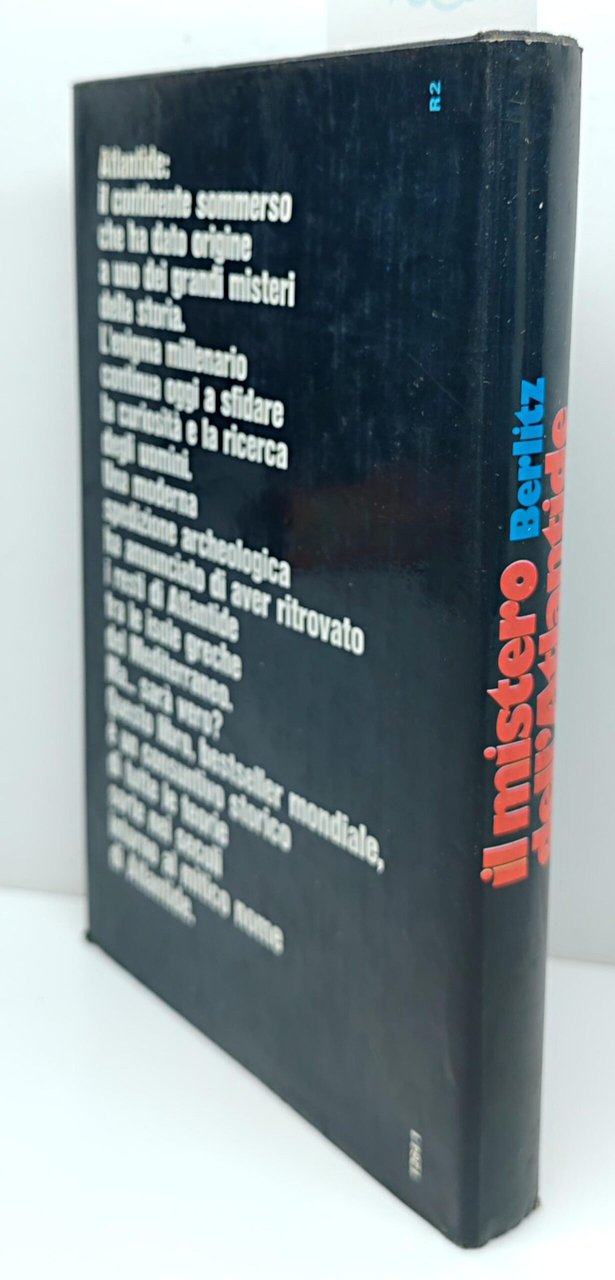 R2
Atlantide:
il continente sommerso
che ha dato origine
a uno dei grandi misteri
della storia.
L'enigma millenario
continua oggi a sfidare
la curiosità e la ricerca
degli uomini.
Una moderna
spedizione archeologica
ha annunciato di aver ritrovato
i resti di Atlantide
fra le isole greche
del Mediterraneo.
Ma... sarà vero?
Questo libro, bestseller mondiale,
è un consuntivo storico
di tutte le teorie
sorte nei secoli
intorno al mitico nome
di Atlantide.
Berlitz
il mistero
dell'Atlantide